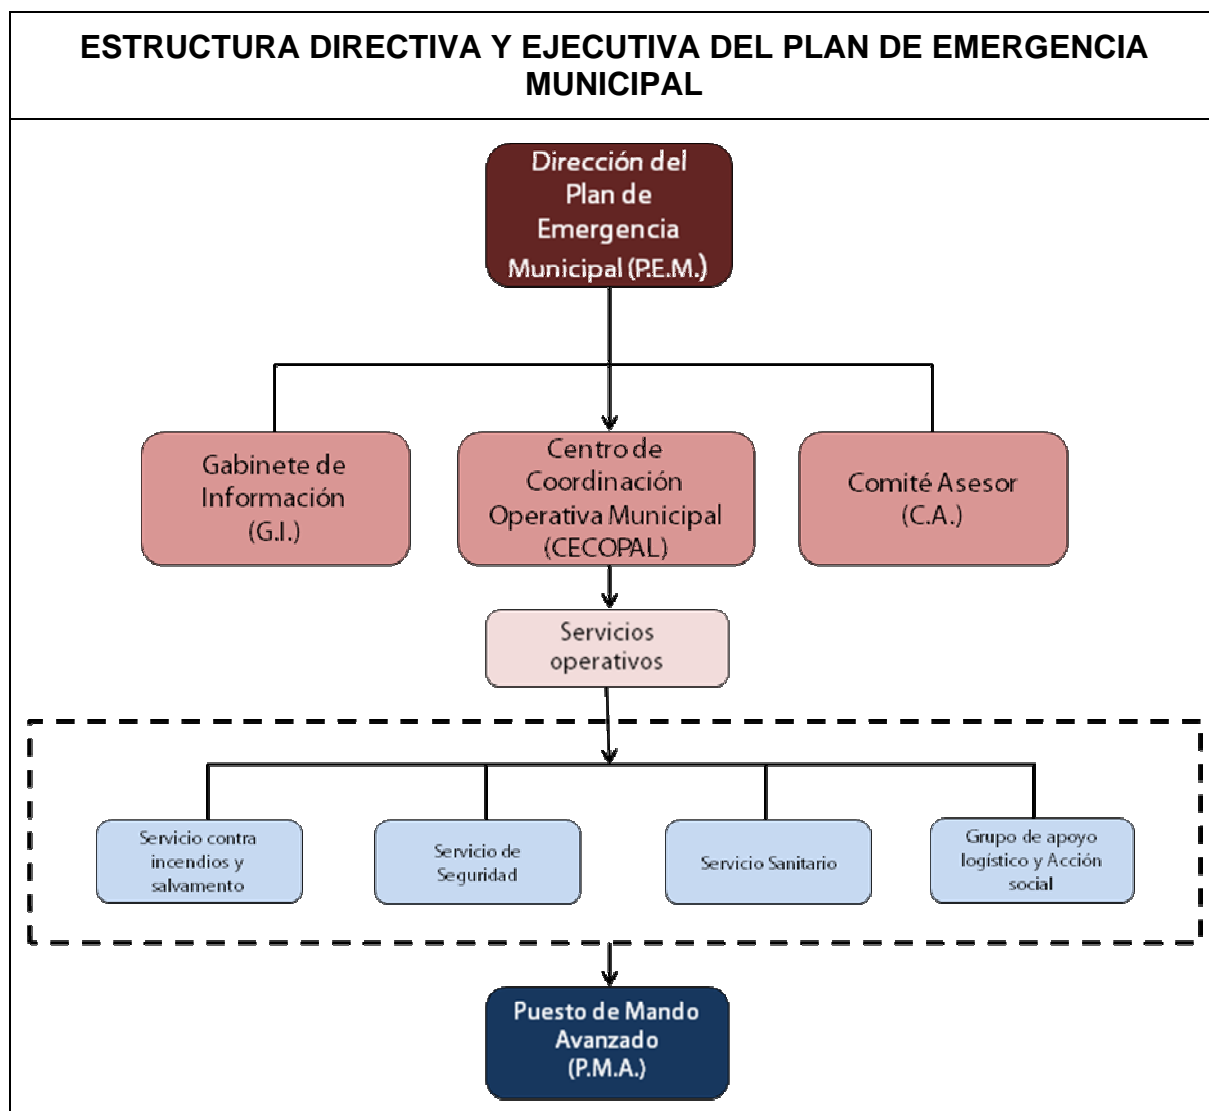 ESTRUCTURA DIRECTIVA Y EJECUTIVA DEL PLAN DE EMERGENCIA
MUNICIPAL
Dirección del
Plan de
Emergencia
Municipal (P.E.M.)
Gabinete de
Información
(G.I.)
Centro de
Coordinación
Operativa Municipal
(CECOPAL)
Comité Asesor
(C.A.)
Servicios
operativos
Servicio contra
incendios y
salvamento
Servicio de
Seguridad
Servicio Sanitario
Grupo de apoyo
logístico y Acción
social
Puesto de Mando
Avanzado
(P.M.A.)